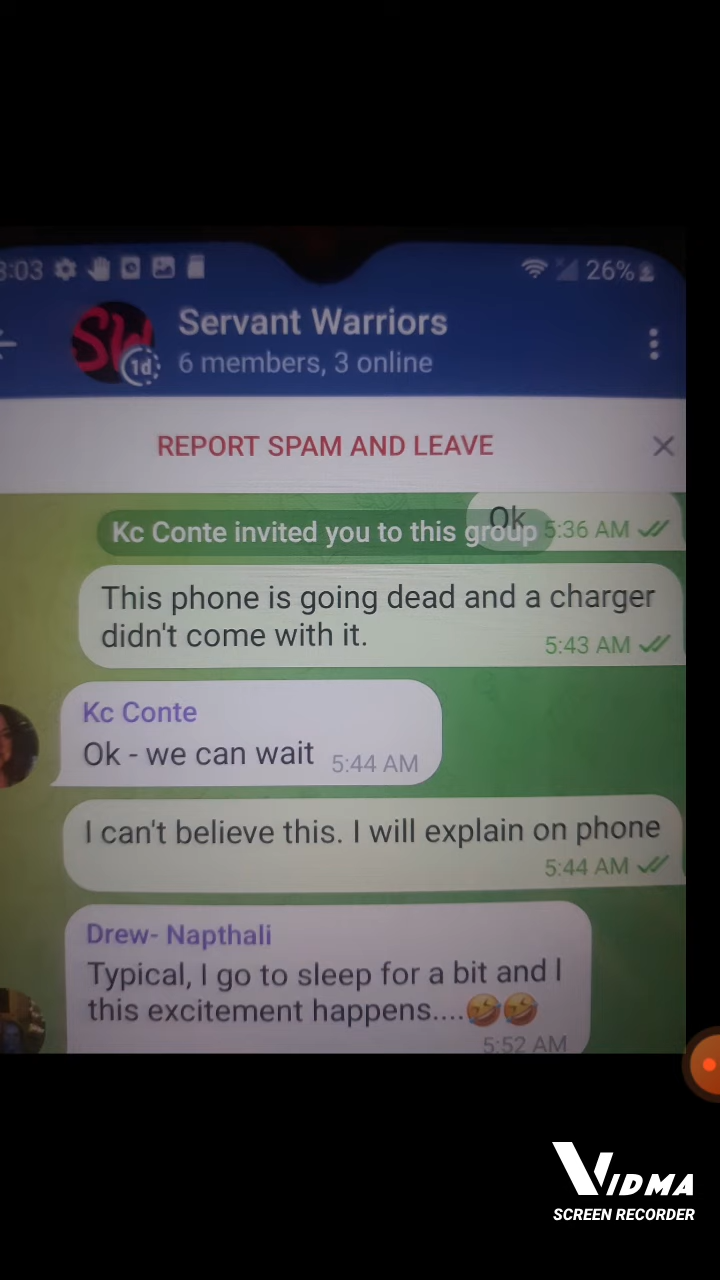 3:03 26%
Servant Warriors
SW
1d
6 members, 3 online
REPORT SPAM AND LEAVE
Ok 5:36 AM
Kc Conte invited you to this group
This phone is going dead and a charger
didn't come with it.
5:43 AM
Kc Conte
Ok - we can wait 5:44 AM
I can't believe this. I will explain on phone
5:44 AM
Drew- Napthali
Typical, I go to sleep for a bit and I
this excitement happens....🤣🤣
5:52 AM
VIDMA
SCREEN RECORDER